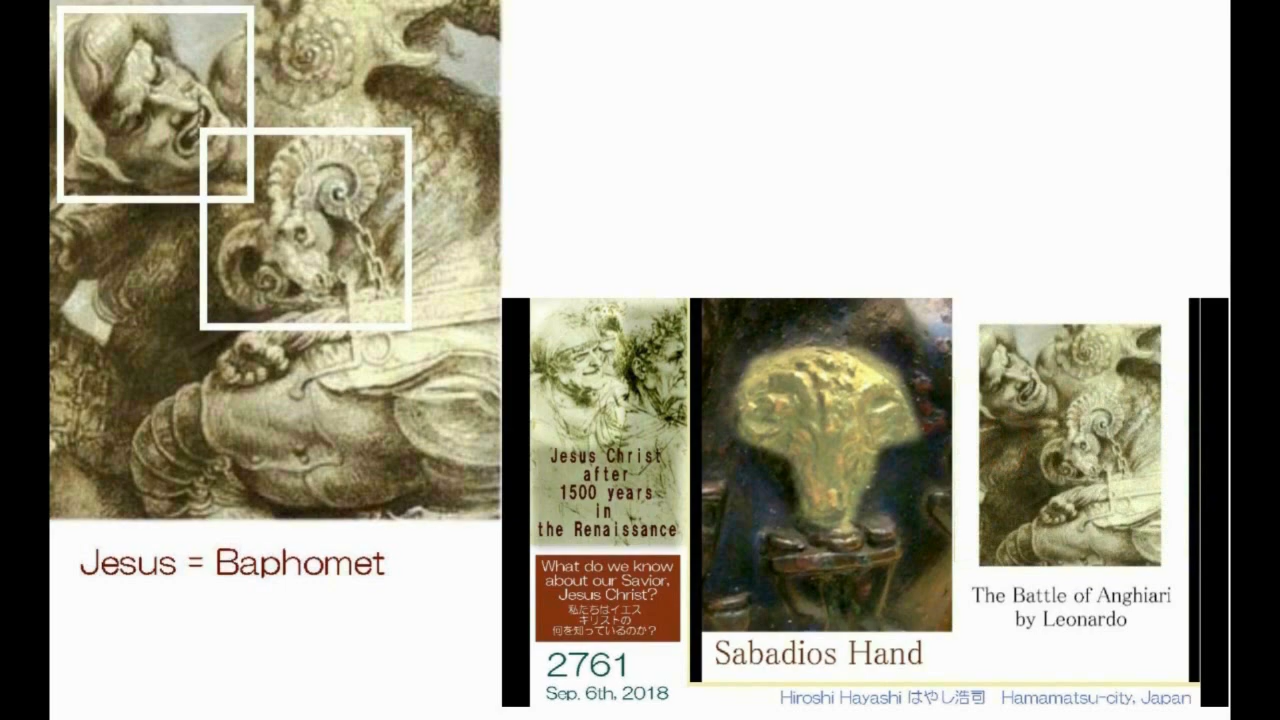 Jesus = Baphomet
Jesus Christ
after
1500 years
in
the Renaissance
What do we know
about our Savior,
Jesus Christ?
私たちはイエス
キリストの
何を知っているのか？
2761
Sep. 6th, 2018
Sabadios Hand
The Battle of Anghiari
by Leonardo
Hiroshi Hayashi はやし浩司 Hamamatsu-city, Japan